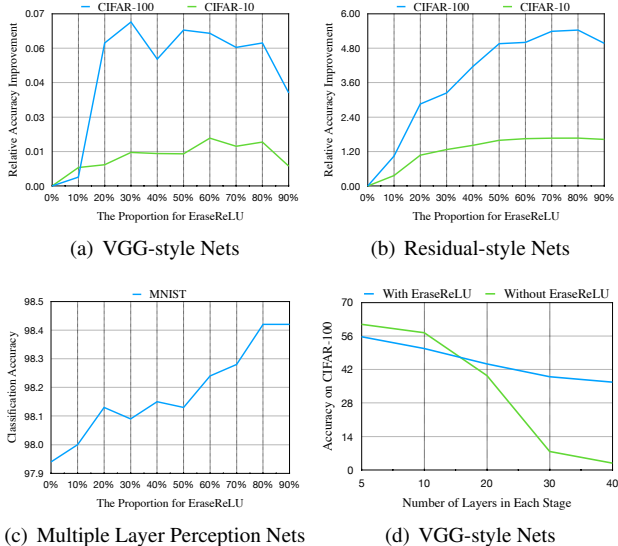 CIFAR-100 CIFAR-10
0.07
0.06
0.04
0.03
0.01
0.00
Relative Accuracy Improvement
0% 10% 20% 30% 40% 50% 60% 70% 80% 90%
The Proportion for EraseReLU
(a) VGG-style Nets
CIFAR-100 CIFAR-10
6.00
4.80
3.60
2.40
1.20
0.00
Relative Accuracy Improvement
0% 10% 20% 30% 40% 50% 60% 70% 80% 90%
The Proportion for EraseReLU
(b) Residual-style Nets
MNIST
98.5
98.4
98.3
98.2
98.1
98.0
97.9
Classification Accuracy
0% 10% 20% 30% 40% 50% 60% 70% 80% 90%
The Proportion for EraseReLU
(c) Multiple Layer Perception Nets
With EraseReLU Without EraseReLU
70
56
42
28
14
0
Accuracy on CIFAR-100
5 10 20 30 40
Number of Layers in Each Stage
(d) VGG-style Nets